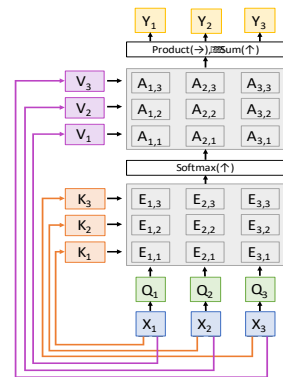 Y1 Y2 Y3
Product(→), Sum(↑)
V3 A1,3 A2,3 A3,3
V2 A1,2 A2,2 A3,2
V1 A1,1 A2,1 A3,1
Softmax(↑)
K3 E1,3 E2,3 E3,3
K2 E1,2 E2,2 E3,2
K1 E1,1 E2,1 E3,1
Q1 Q2 Q3
X1 X2 X3